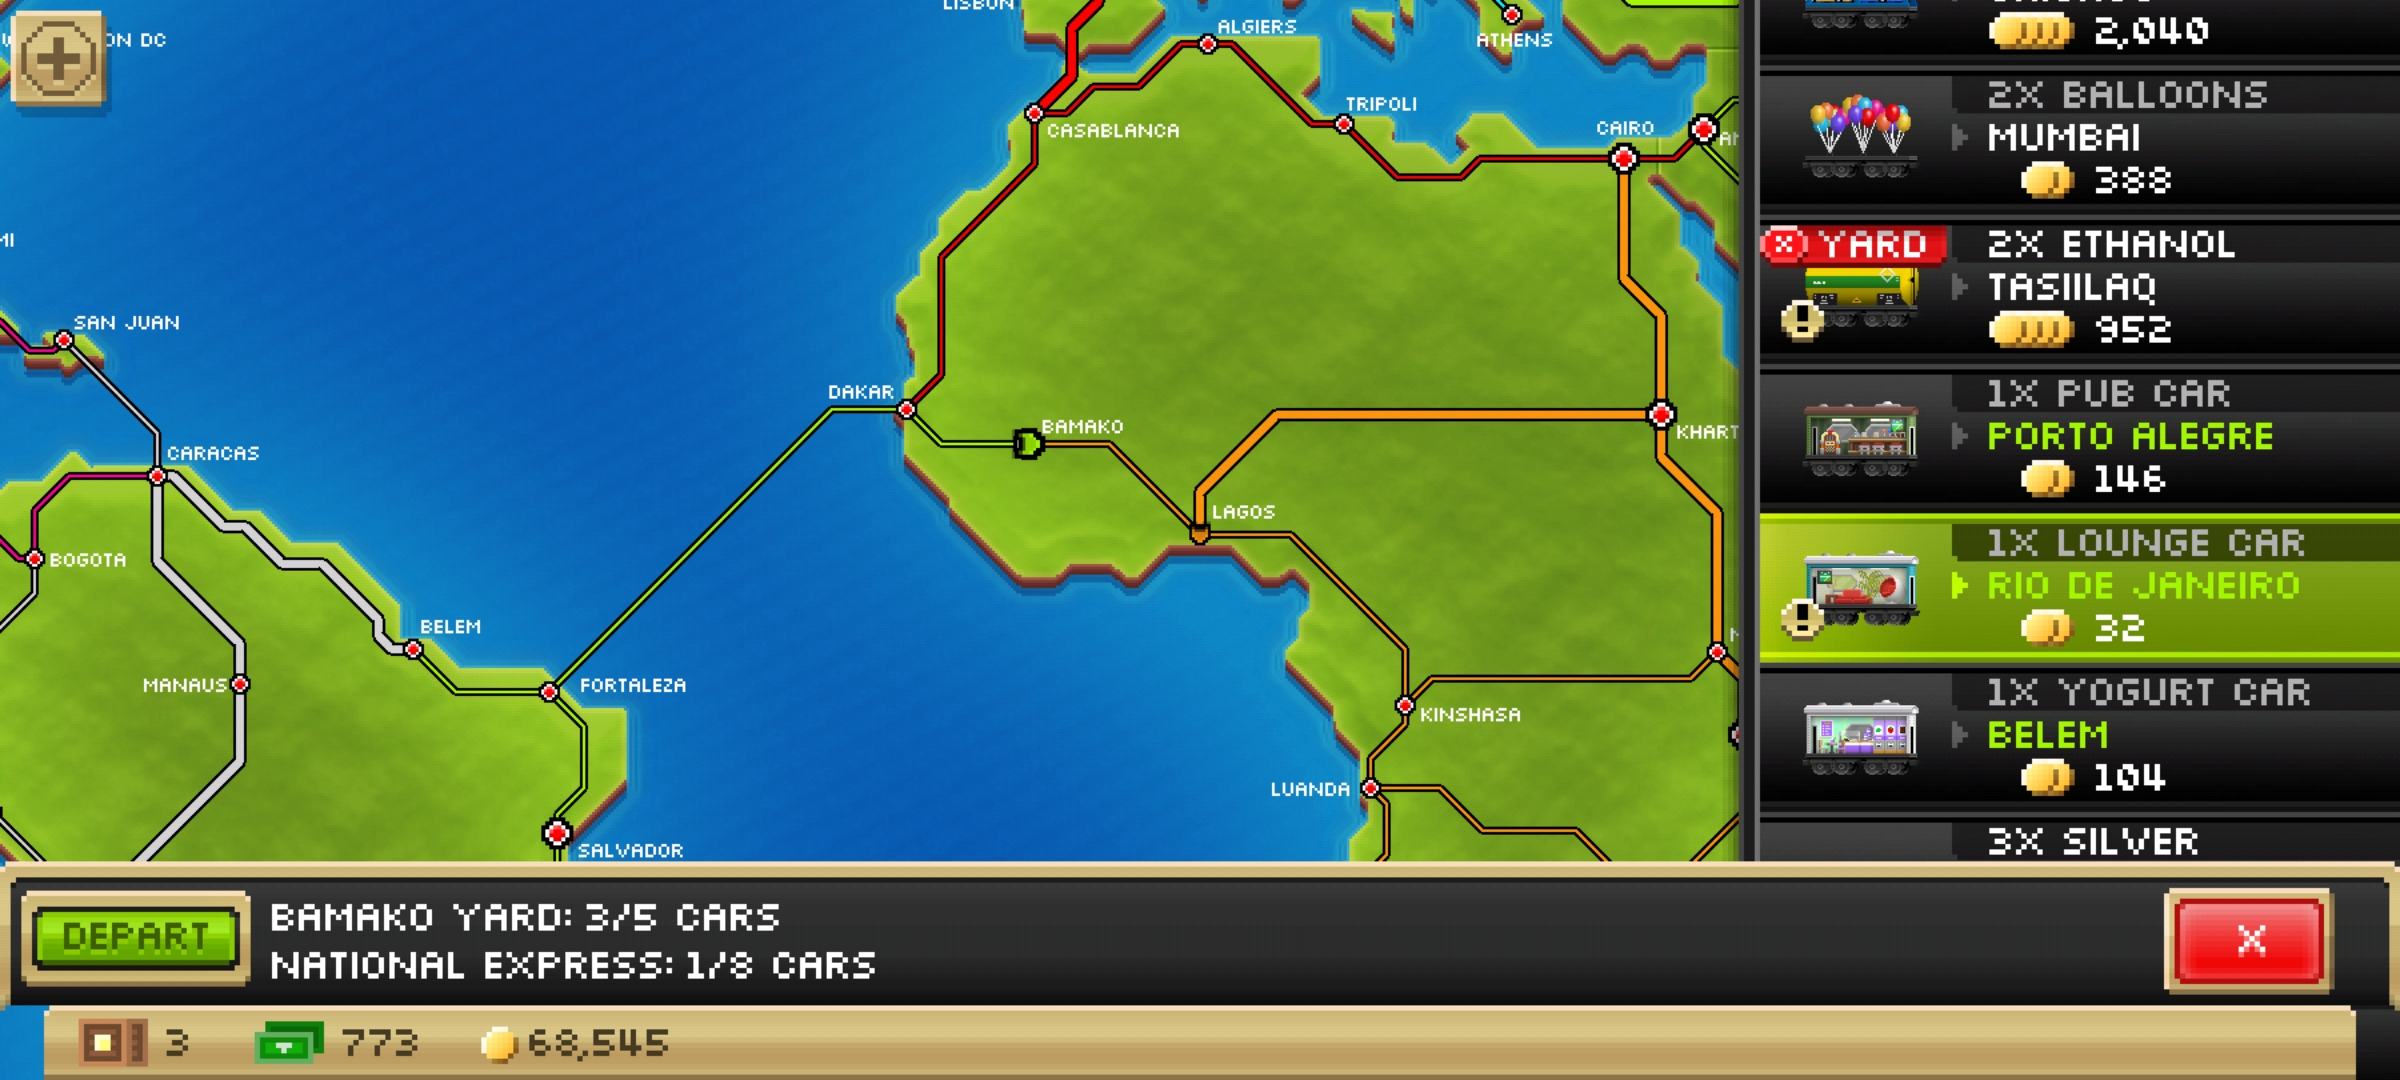 LISBON
ALGIERS
ATHENS
ON DC
TRIPOLI
CAIRO
CASABLANCA
SAN JUAN
DAKAR
BAMAKO
KHART
CARACAS
LAGOS
BOGOTA
BELEM
MANAUS
FORTALEZA
KINSHASA
LUANDA
SALVADOR
2,040
2X BALLOONS
MUMBAI
388
YARD
2X ETHANOL
TASIILAQ
952
1X PUB CAR
PORTO ALEGRE
146
1X LOUNGE CAR
RIO DE JANEIRO
32
1X YOGURT CAR
BELEM
104
3X SILVER
DEPART
BAMAKO YARD: 3/5 CARS
NATIONAL EXPRESS: 1/8 CARS
X
3
773
68,545